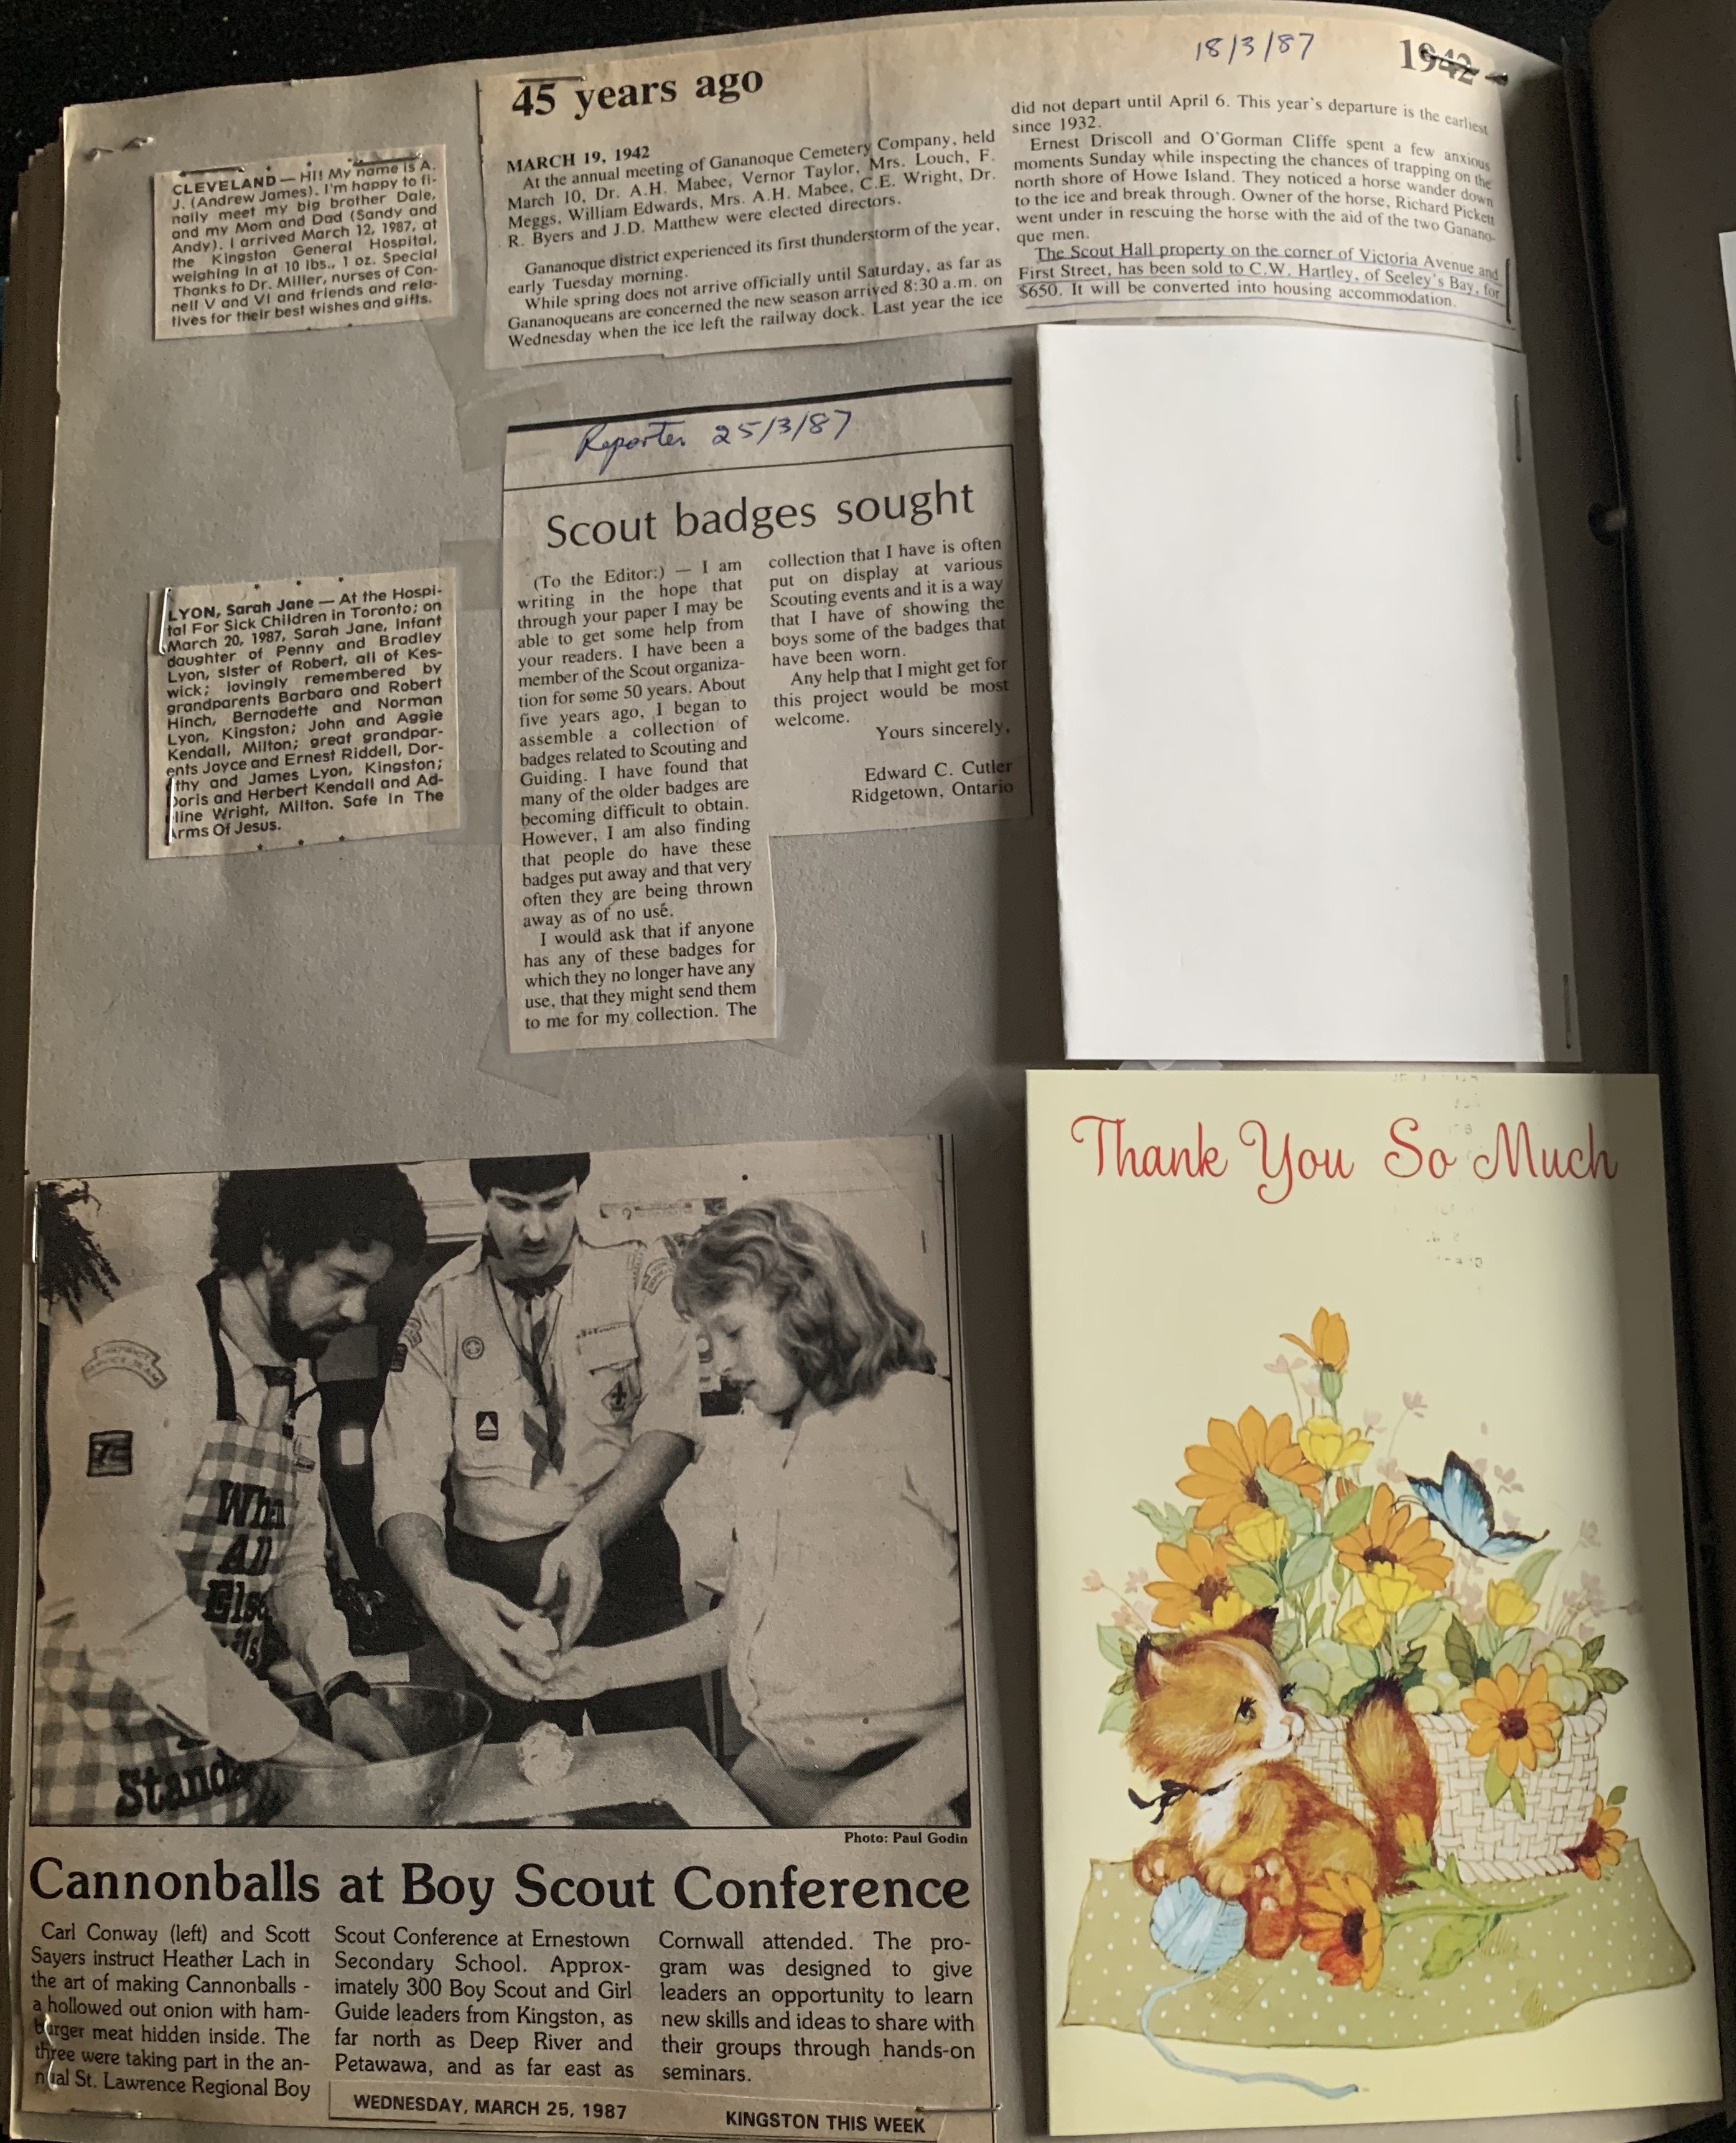 18/3/87
1942
45 years ago
MARCH 19, 1942
At the annual meeting of Gananoque Cemetery Company, held
March 10, Dr. A.H. Mabee, Vernor Taylor, Mrs. Louch, F.
Meggs, William Edwards, Mrs. A.H. Mabee, C.E. Wright, Dr.
R. Byers and J.D. Matthew were elected directors.
Gananoque district experienced its first thunderstorm of the year,
early Tuesday morning.
While spring does not arrive officially until Saturday, as far as
Gananoqueans are concerned the new season arrived 8:30 a.m. on
Wednesday when the ice left the railway dock. Last year the ice
did not depart until April 6. This year's departure is the earliest
since 1932.
Ernest Driscoll and O'Gorman Cliffe spent a few anxious
moments Sunday while inspecting the chances of trapping on the
north shore of Howe Island. They noticed a horse wander down
to the ice and break through. Owner of the horse, Richard Pickett
went under in rescuing the horse with the aid of the two Ganano-
que men.
The Scout Hall property on the corner of Victoria Avenue and
First Street, has been sold to C.W. Hartley, of Seeley's Bay, for
$650. It will be converted into housing accommodation.
CLEVELAND — Hi! My name is A.
J. (Andrew James). I'm happy to fi-
nally meet my big brother Dale,
and my Mom and Dad (Sandy and
Andy). I arrived March 12, 1987, at
the Kingston General Hospital,
weighing in at 10 lbs., 1 oz. Special
Thanks to Dr. Miller, nurses of Con-
nell V and VI and friends and rela-
tives for their best wishes and gifts.
Reporter 25/3/87
Scout badges sought
(To the Editor:) — I am
writing in the hope that
through your paper I may be
able to get some help from
your readers. I have been a
member of the Scout organiza-
tion for some 50 years. About
five years ago, I began to
assemble a collection of
badges related to Scouting and
Guiding. I have found that
many of the older badges are
becoming difficult to obtain.
However, I am also finding
that people do have these
badges put away and that very
often they are being thrown
away as of no use.
I would ask that if anyone
has any of these badges for
which they no longer have any
use, that they might send them
to me for my collection. The
collection that I have is often
put on display at various
Scouting events and it is a way
that I have of showing the
boys some of the badges that
have been worn.
Any help that I might get for
this project would be most
welcome.
Yours sincerely,
Edward C. Cutler
Ridgetown, Ontario
LYON, Sarah Jane — At the Hospi-
tal For Sick Children in Toronto; on
March 20, 1987, Sarah Jane, infant
daughter of Penny and Bradley
Lyon, sister of Robert, all of Kes-
wick; lovingly remembered by
grandparents Barbara and Robert
Hinch, Bernadette and Norman
Lyon, Kingston; John and Aggie
Kendall, Milton; great grandpar-
ents Joyce and Ernest Riddell, Dor-
thy and James Lyon, Kingston;
Doris and Herbert Kendall and Ad-
line Wright, Milton. Safe In The
Arms Of Jesus.
Thank You So Much
Wha
All
Else
ils
Standa
Photo: Paul Godin
Cannonballs at Boy Scout Conference
Carl Conway (left) and Scott
Sayers instruct Heather Lach in
the art of making Cannonballs -
a hollowed out onion with ham-
burger meat hidden inside. The
three were taking part in the an-
nual St. Lawrence Regional Boy
Scout Conference at Ernestown
Secondary School. Approx-
imately 300 Boy Scout and Girl
Guide leaders from Kingston, as
far north as Deep River and
Petawawa, and as far east as
Cornwall attended. The pro-
gram was designed to give
leaders an opportunity to learn
new skills and ideas to share with
their groups through hands-on
seminars.
WEDNESDAY, MARCH 25, 1987
KINGSTON THIS WEEK